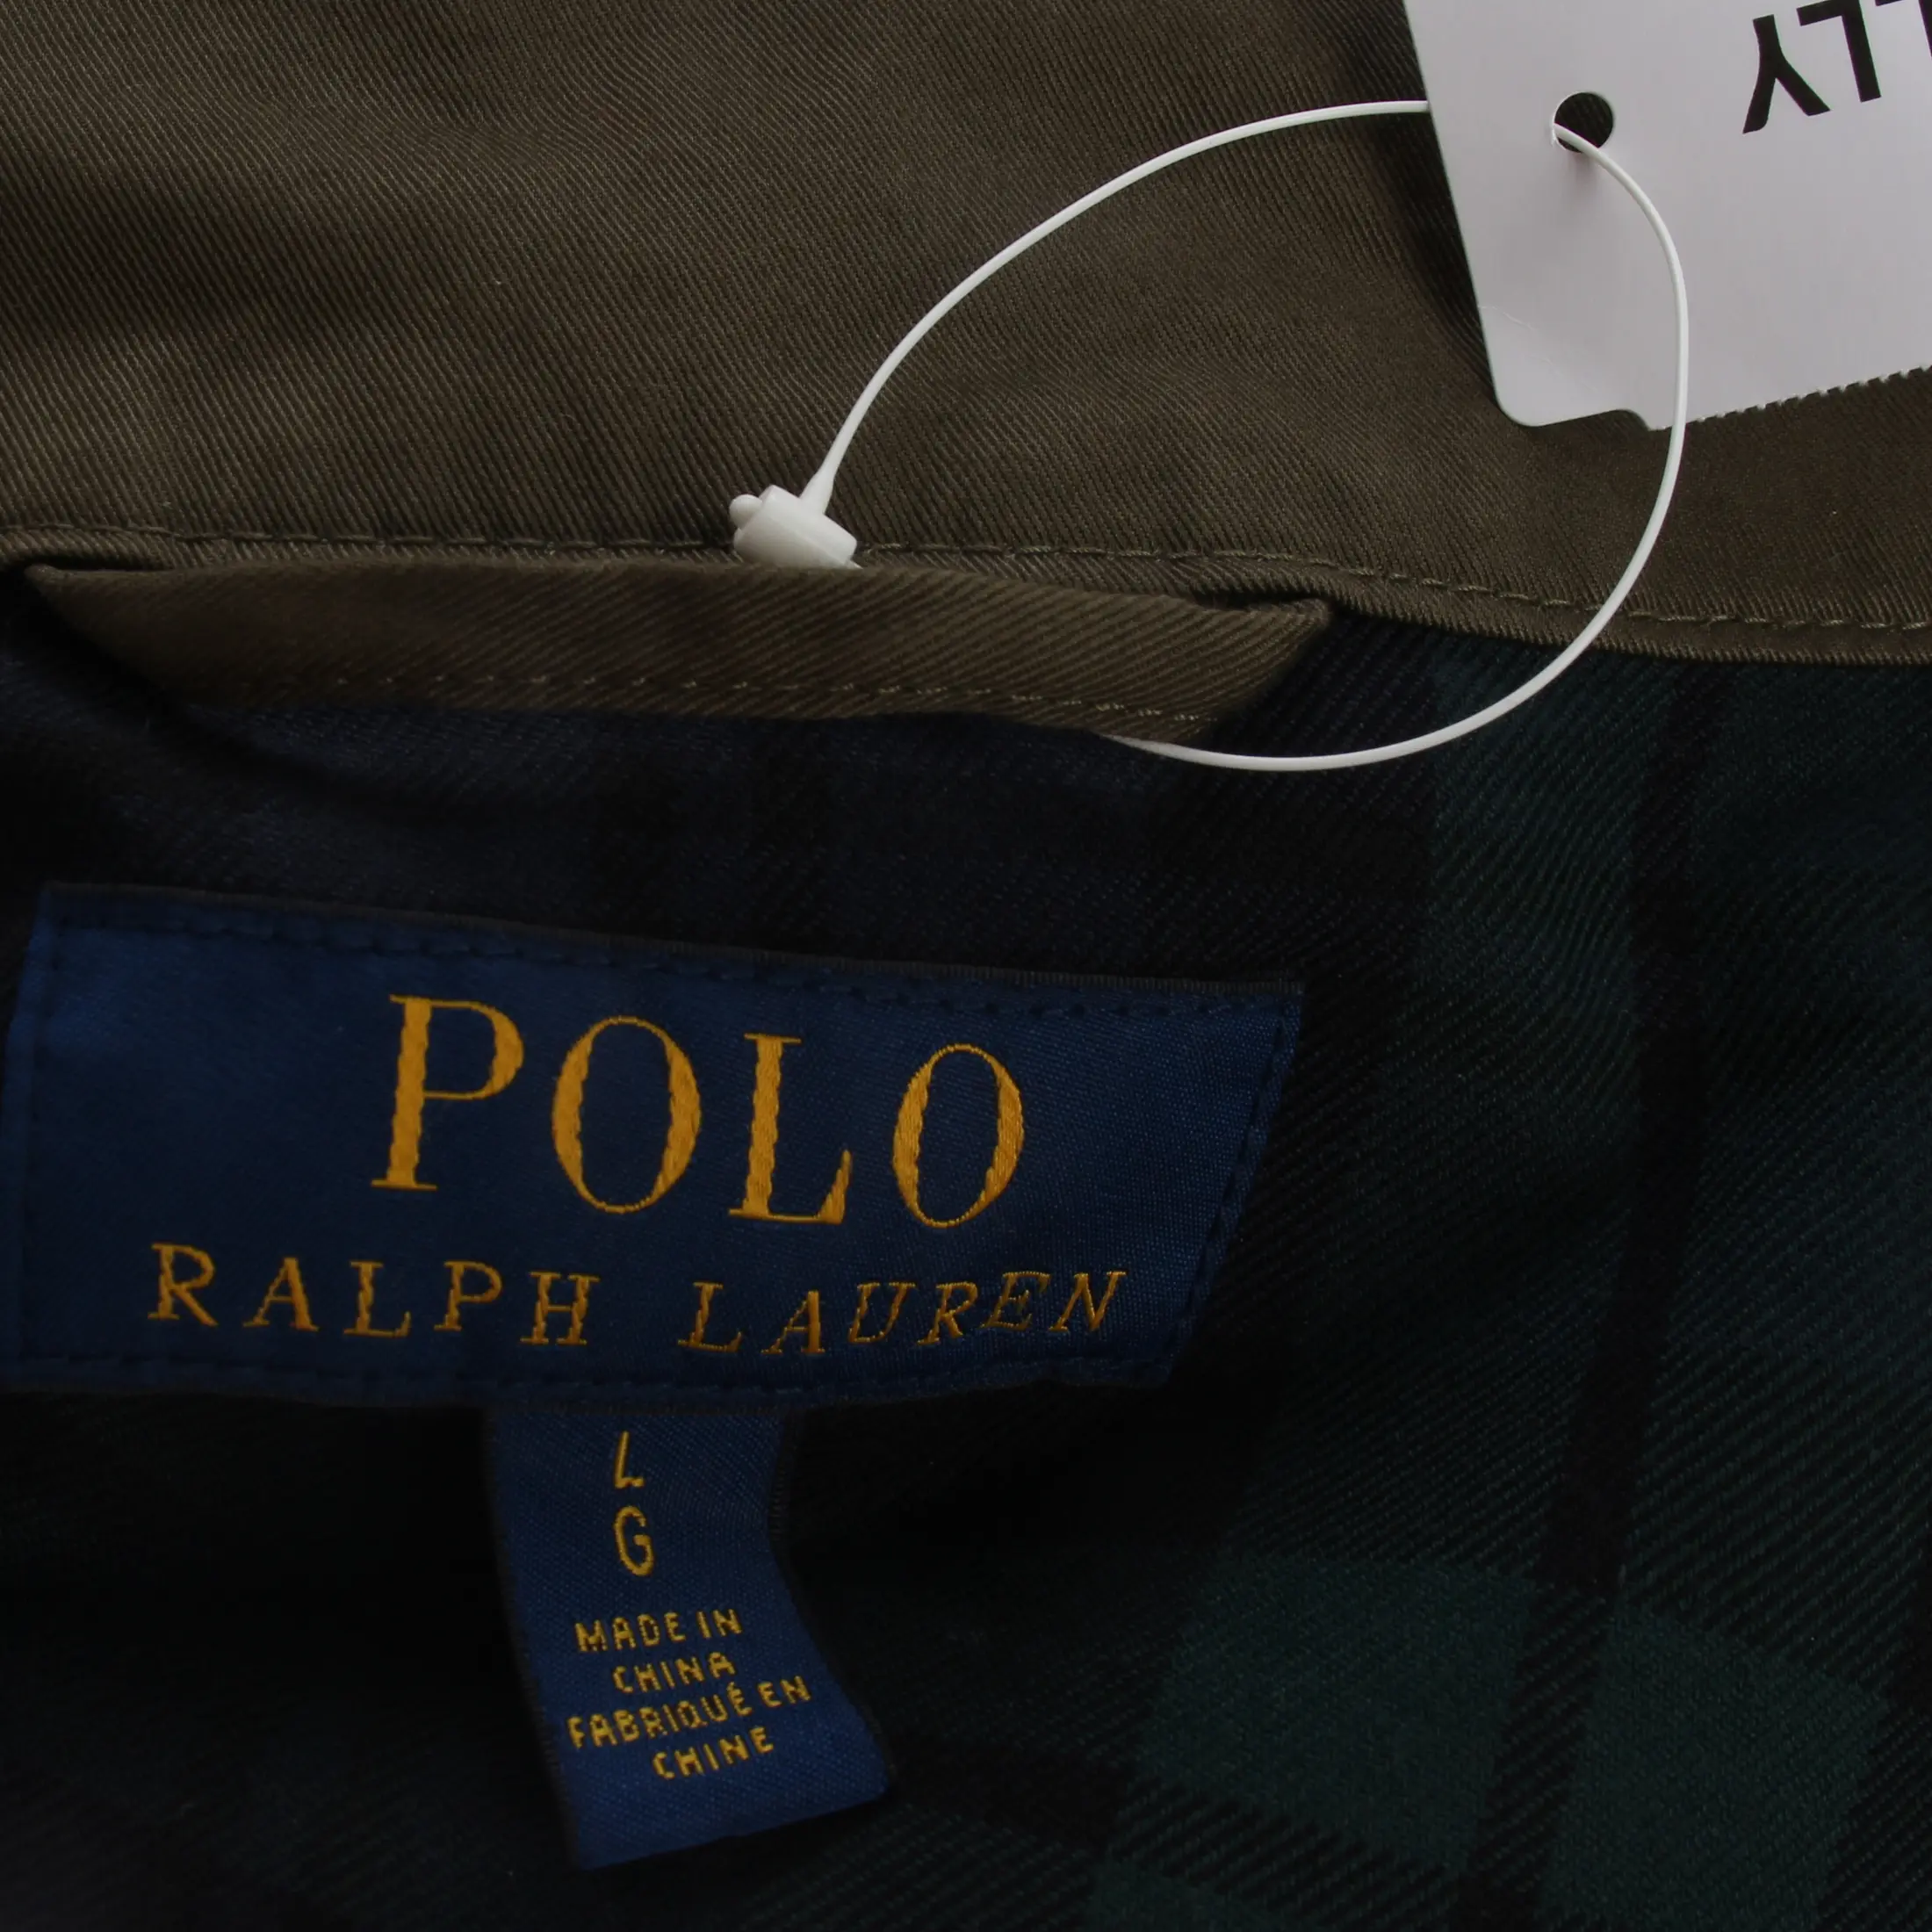 POLO
RALPH LAUREN
L
G
MADE IN
CHINA
FABRIQUÉ EN
CHINE